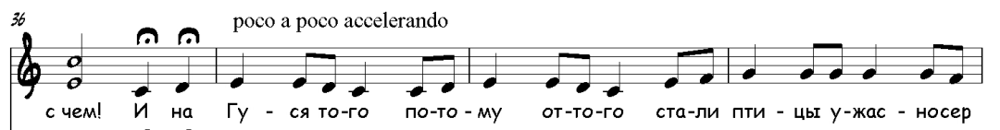 36
poco a poco accelerando
с чем! И на Гу - ся то-го по-то - му от-то-го ста-ли пти - цы у-жас - носер